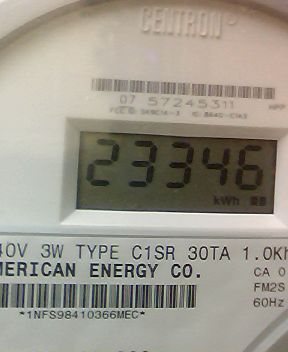 CENTRON
07 57245311
23346
kWh
40V 3W TYPE C1SR 30TA 1.0Kh
MERICAN ENERGY CO.
CA 0
FM2S
60Hz
*1NFS98410366MEC*